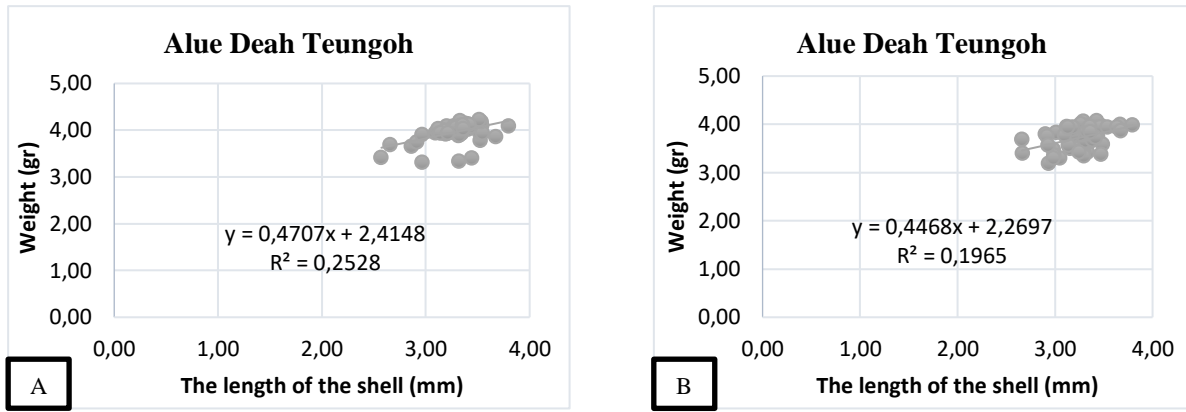 Alue Deah Teungoh
Weight (gr)
5,00
4,00
3,00
2,00
1,00
0,00
y = 0,4707x + 2,4148
R² = 0,2528
0,00 1,00 2,00 3,00 4,00
The length of the shell (mm)
A
Alue Deah Teungoh
Weight (gr)
5,00
4,00
3,00
2,00
1,00
0,00
y = 0,4468x + 2,2697
R² = 0,1965
0,00 1,00 2,00 3,00 4,00
The length of the shell (mm)
B